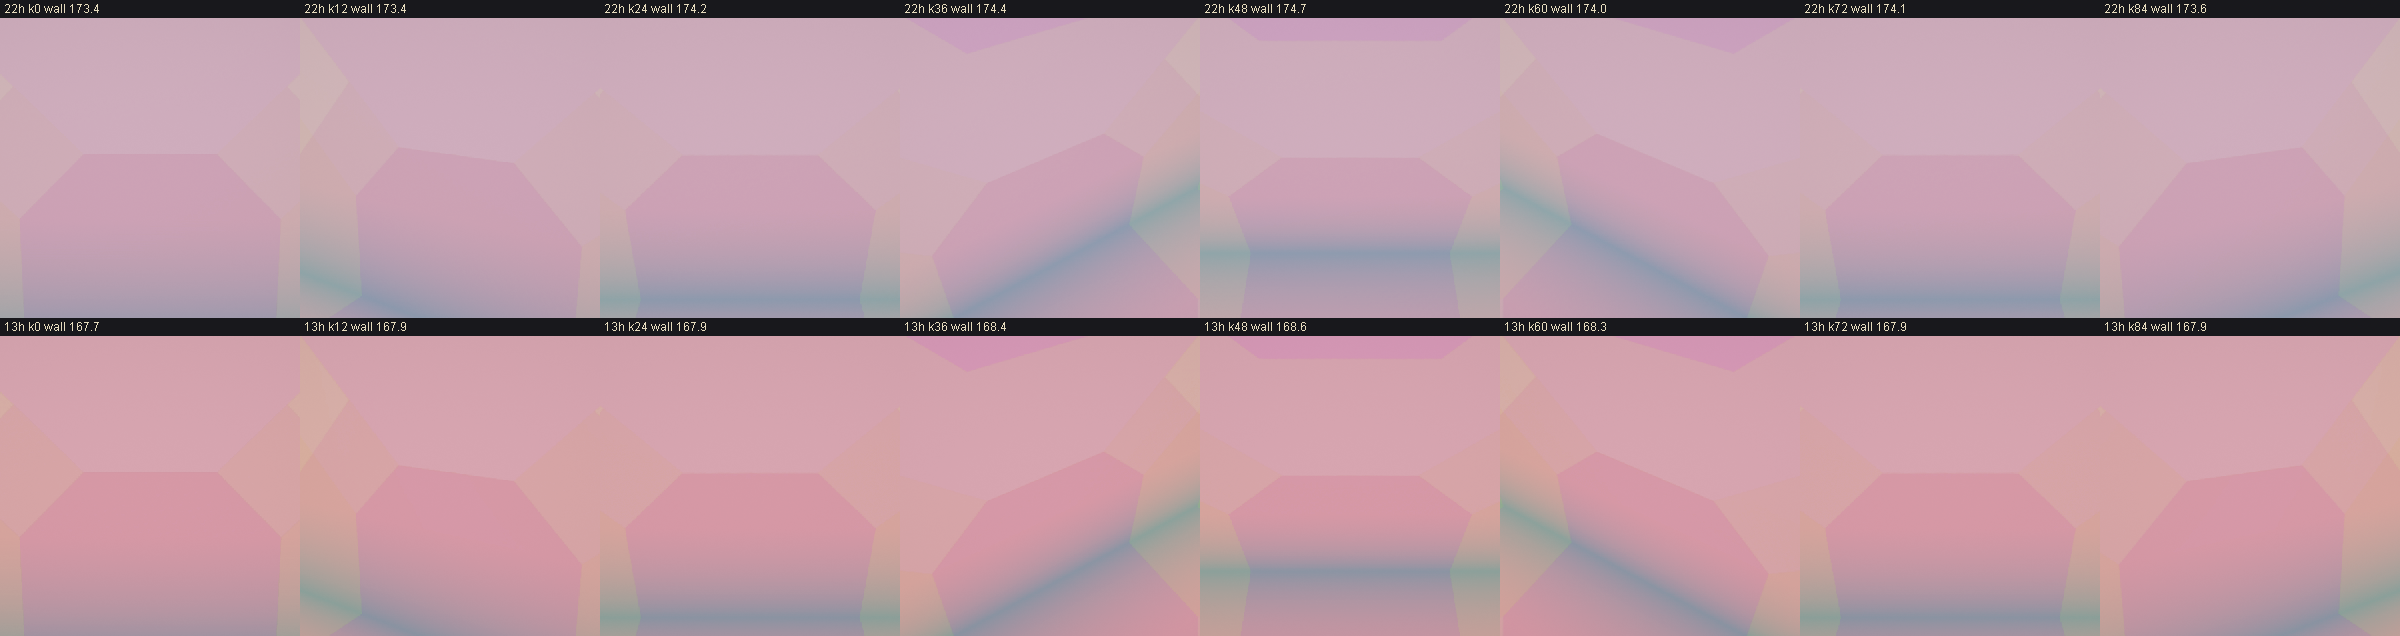 22h k0 wall 173.4
22h k12 wall 173.4
22h k24 wall 174.2
22h k36 wall 174.4
22h k48 wall 174.7
22h k60 wall 174.0
22h k72 wall 174.1
22h k84 wall 173.6
13h k0 wall 167.7
13h k12 wall 167.9
13h k24 wall 167.9
13h k36 wall 168.4
13h k48 wall 168.6
13h k60 wall 168.3
13h k72 wall 167.9
13h k84 wall 167.9